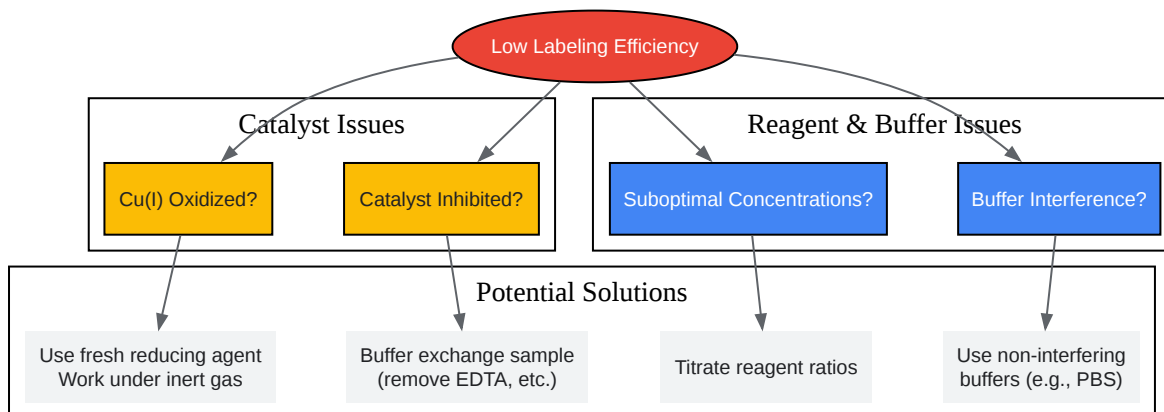 Low Labeling Efficiency
Catalyst Issues
Reagent & Buffer Issues
Cu(I) Oxidized?
Catalyst Inhibited?
Suboptimal Concentrations?
Buffer Interference?
Potential Solutions
Use fresh reducing agent
Work under inert gas
Buffer exchange sample
(remove EDTA, etc.)
Titrate reagent ratios
Use non-interfering
buffers (e.g., PBS)